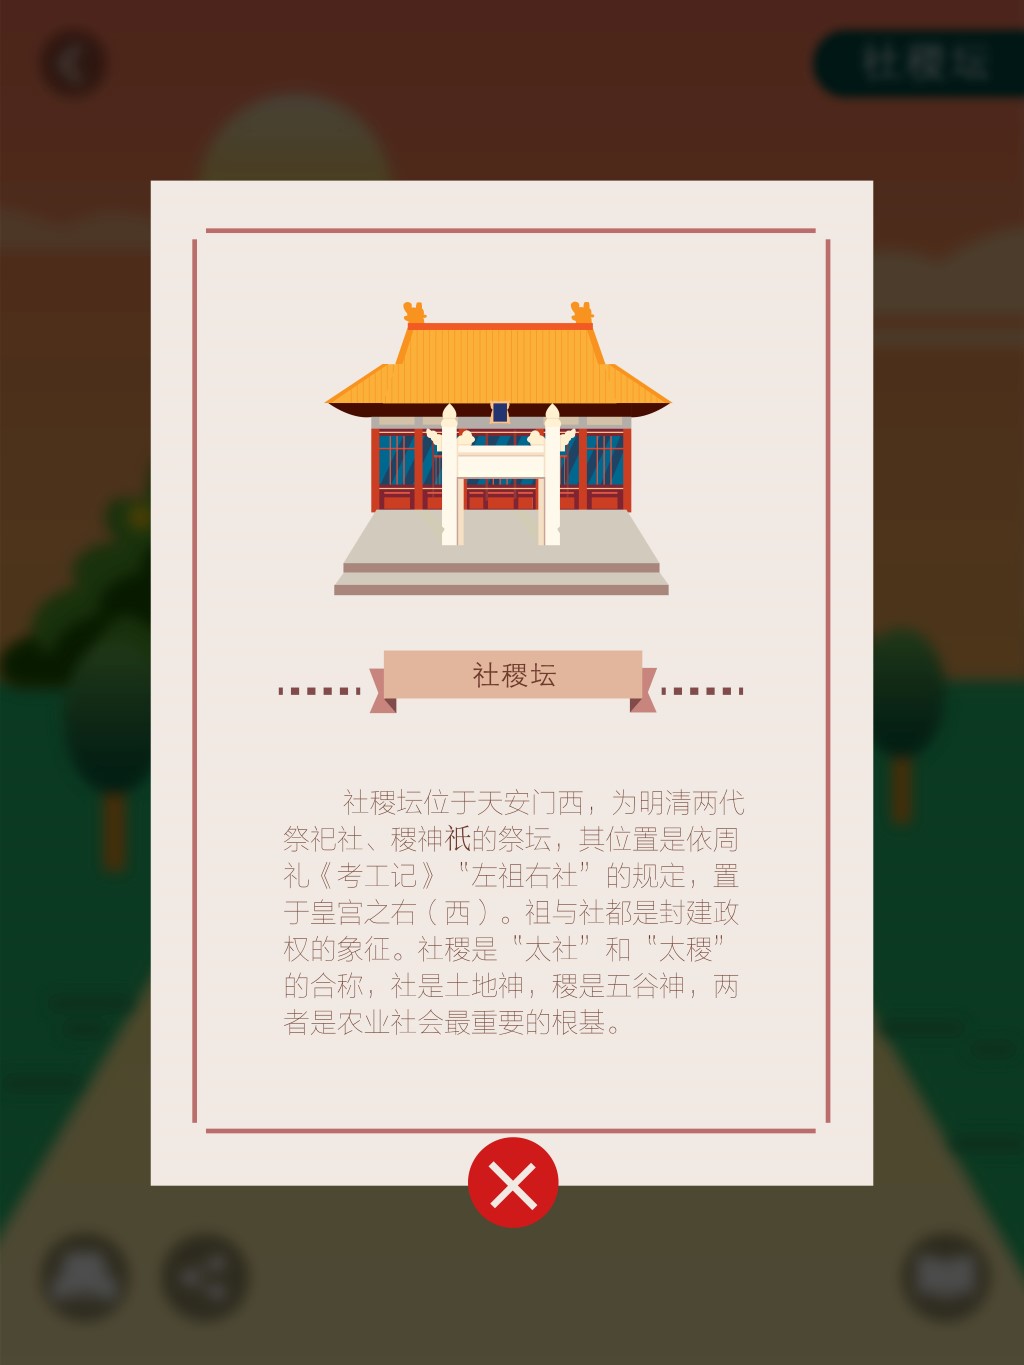 社稷坛
社稷坛
社稷坛位于天安门西，为明清两代
祭祀社、稷神祇的祭坛，其位置是依周
礼《考工记》“左祖右社”的规定，置
于皇宫之右（西）。祖与社都是封建政
权的象征。社稷是“太社”和“太稷”
的合称，社是土地神，稷是五谷神，两
者是农业社会最重要的根基。